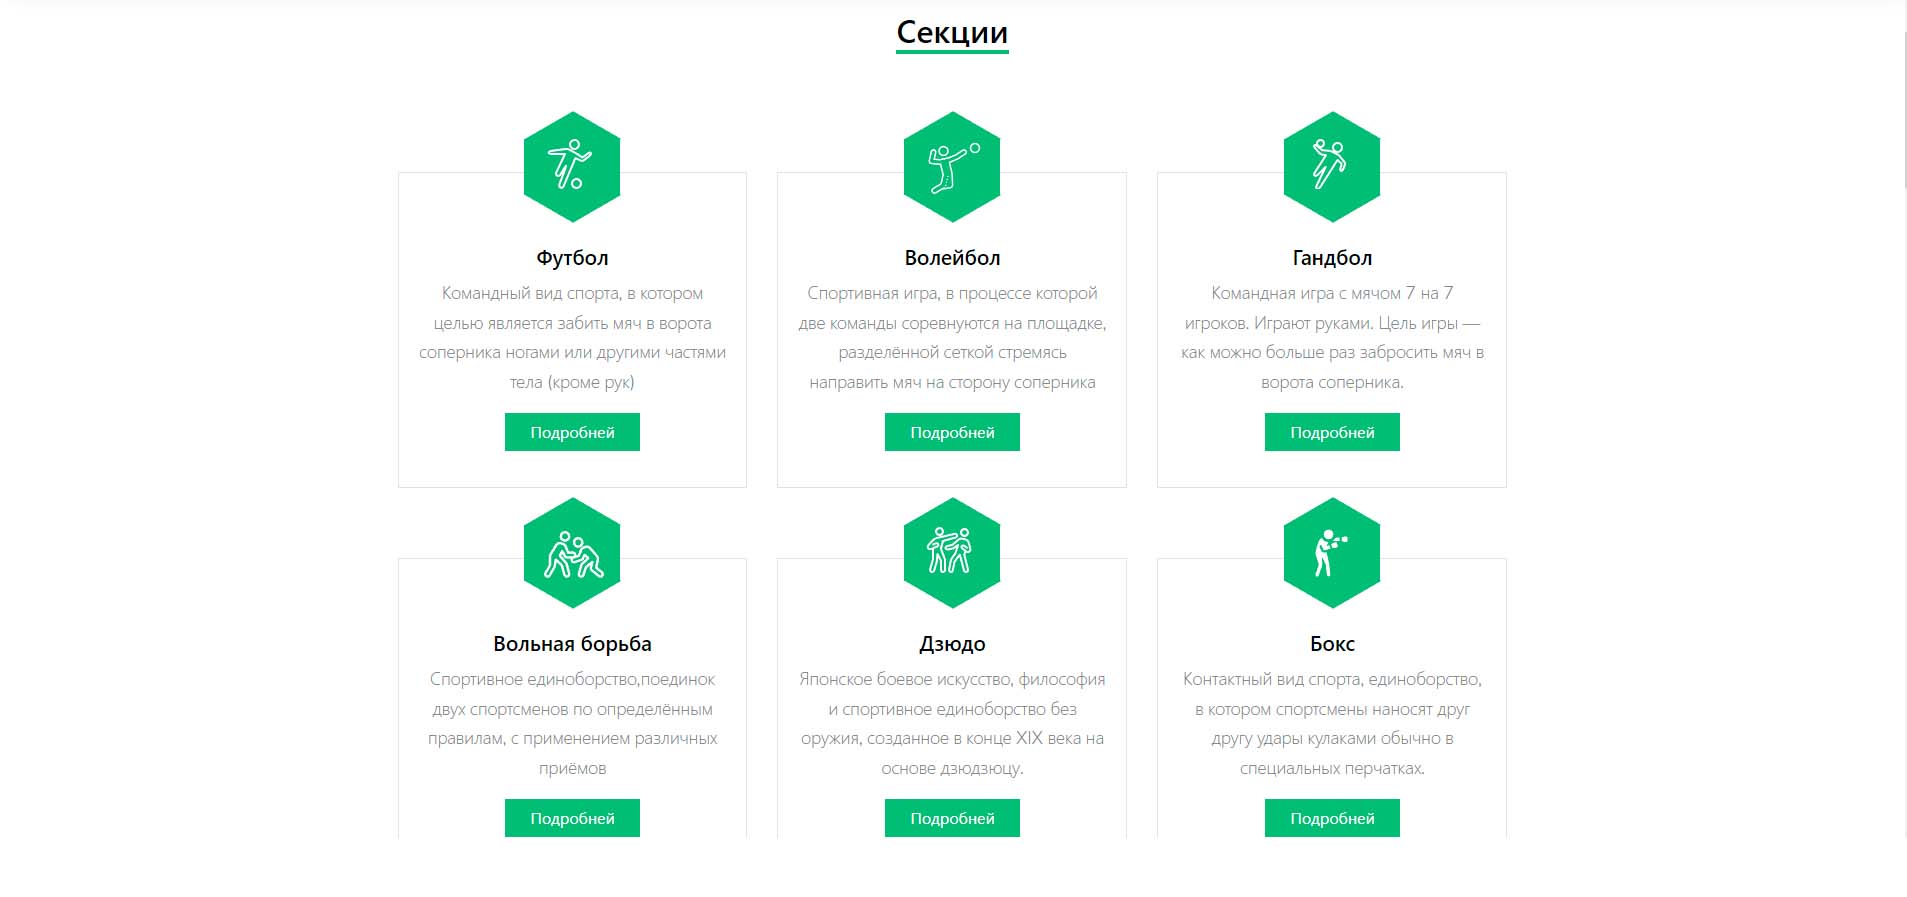 Секции
Футбол
Командный вид спорта, в котором
целью является забить мяч в ворота
соперника ногами или другими частями
тела (кроме рук)
Подробней
Волейбол
Спортивная игра, в процессе которой
две команды соревнуются на площадке,
разделённой сеткой стремясь
направить мяч на сторону соперника
Подробней
Гандбол
Командная игра с мячом 7 на 7
игроков. Играют руками. Цель игры —
как можно больше раз забросить мяч в
ворота соперника.
Подробней
Вольная борьба
Спортивное единоборство,поединок
двух спортсменов по определённым
правилам, с применением различных
приёмов
Подробней
Дзюдо
Японское боевое искусство, философия
и спортивное единоборство без
оружия, созданное в конце XIX века на
основе дзюдзюцу.
Подробней
Бокс
Контактный вид спорта, единоборство,
в котором спортсмены наносят друг
другу удары кулаками обычно в
специальных перчатках.
Подробней